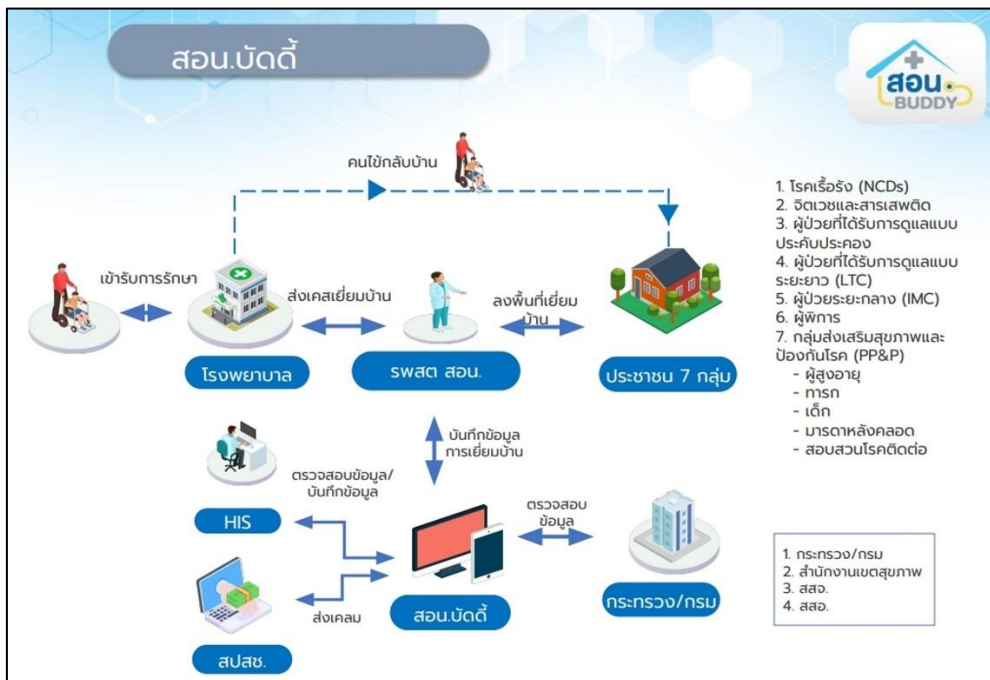 สอน.บัดดี้
สอน
BUDDY
คนไข้กลับบ้าน
เข้ารับการรักษา
ส่งเคสเยี่ยมบ้าน
ลงพื้นที่เยี่ยม
บ้าน
โรงพยาบาล
รพสต สอน.
ประชาชน 7 กลุ่ม
1. โรคเรื้อรัง (NCDs)
2. จิตเวชและสารเสพติด
3. ผู้ป่วยที่ได้รับการดูแลแบบ
ประคับประคอง
4. ผู้ป่วยที่ได้รับการดูแลแบบ
ระยะยาว (LTC)
5. ผู้ป่วยระยะกลาง (IMC)
6. ผู้พิการ
7. กลุ่มส่งเสริมสุขภาพและ
ป้องกันโรค (PP&P)
- ผู้สูงอายุ
- ทารก
- เด็ก
- มารดาหลังคลอด
- สอบสวนโรคติดต่อ
บันทึกข้อมูล
การเยี่ยมบ้าน
ตรวจสอบข้อมูล/
บันทึกข้อมูล
HIS
ตรวจสอบ
ข้อมูล
ส่งเคลม
สปสช.
สอน.บัดดี้
กระทรวง/กรม
1. กระทรวง/กรม
2. สำนักงานเขตสุขภาพ
3. สสจ.
4. สสอ.